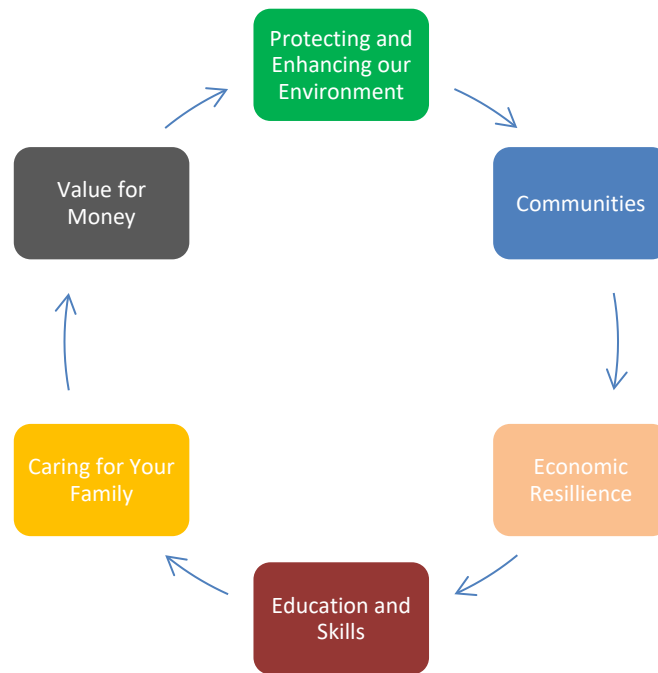 Protecting and
Enhancing our
Environment
Communities
Economic
Resillience
Education and
Skills
Caring for Your
Family
Value for
Money